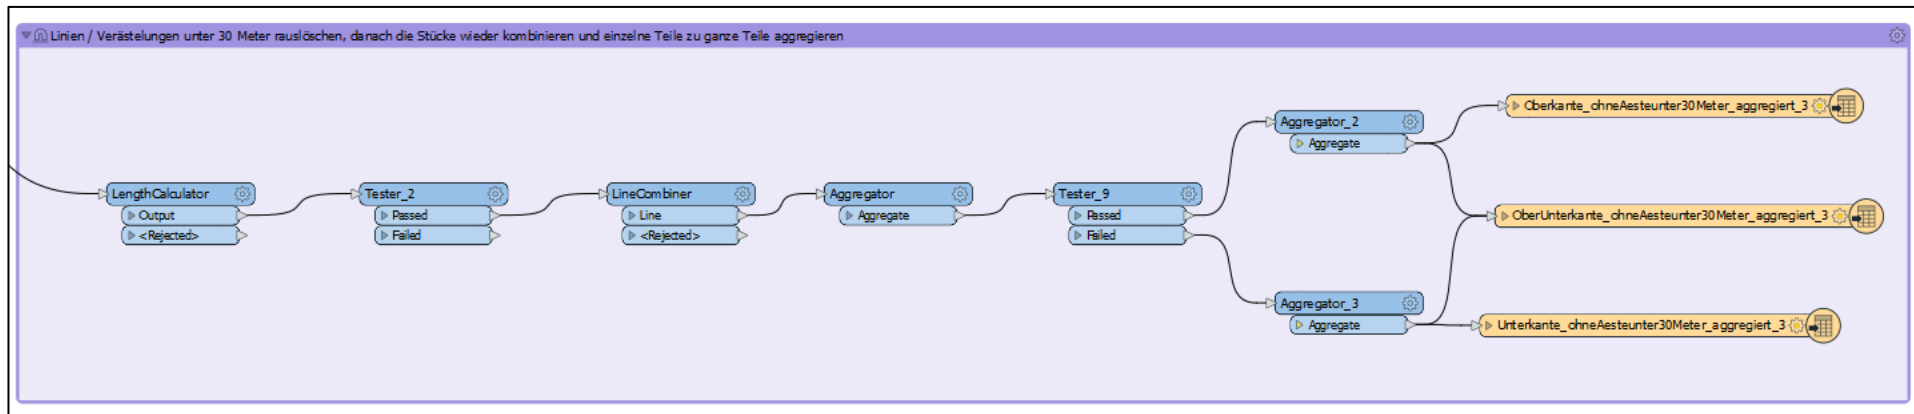 Linien / Verästelungen unter 30 Meter rauslöschen, danach die Stücke wieder kombinieren und einzelne Teile zu ganze Teile aggregieren
LengthCalculator
Output
<Rejected>
Tester_2
Passed
Failed
LineCombiner
Line
<Rejected>
Aggregator
Aggregate
Tester_9
Passed
Failed
Aggregator_2
Aggregate
Aggregator_3
Aggregate
Oberkante_ohneAesteunter30Meter_aggregiert_3
OberUnterkante_ohneAesteunter30Meter_aggregiert_3
Unterkante_ohneAesteunter30Meter_aggregiert_3